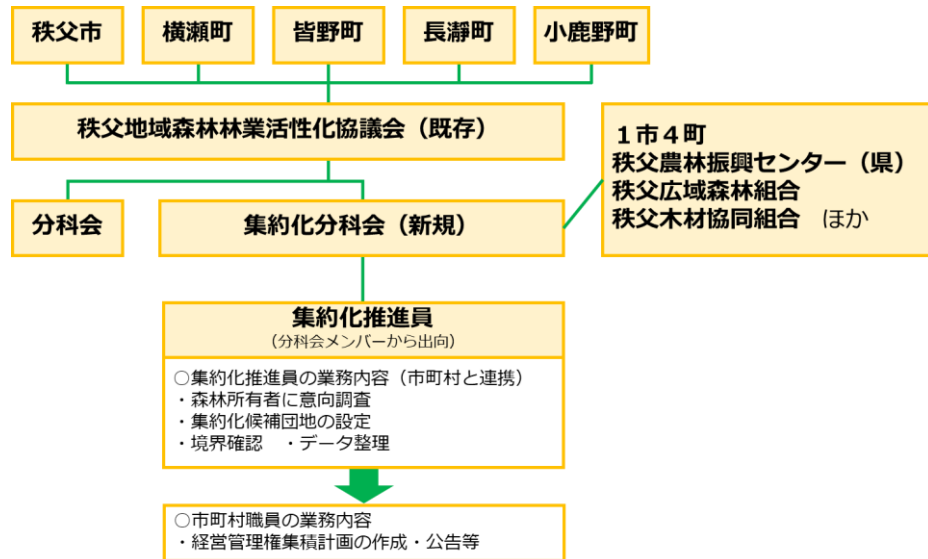 秩父市
横瀬町
皆野町
長瀞町
小鹿野町
秩父地域森林林業活性化協議会（既存）
１市４町
秩父農林振興センター（県）
秩父広域森林組合
秩父木材協同組合　ほか
分科会
集約化分科会（新規）
集約化推進員
（分科会メンバーから出向）
○集約化推進員の業務内容（市町村と連携）
・森林所有者に意向調査
・集約化候補団地の設定
・境界確認　・データ整理
○市町村職員の業務内容
・経営管理権集積計画の作成・公告等